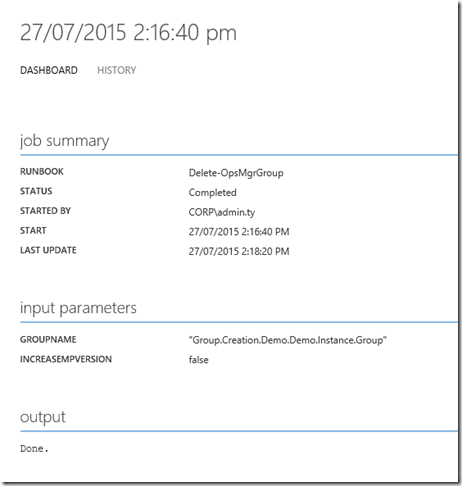 27/07/2015 2:16:40 pm
DASHBOARD HISTORY
job summary
RUNBOOK Delete-OpsMgrGroup
STATUS Completed
STARTED BY CORP\admin.ty
START 27/07/2015 2:16:40 PM
LAST UPDATE 27/07/2015 2:18:20 PM
input parameters
GROUPNAME "Group.Creation.Demo.Demo.Instance.Group"
INCREASEMPVERSION false
output
Done.